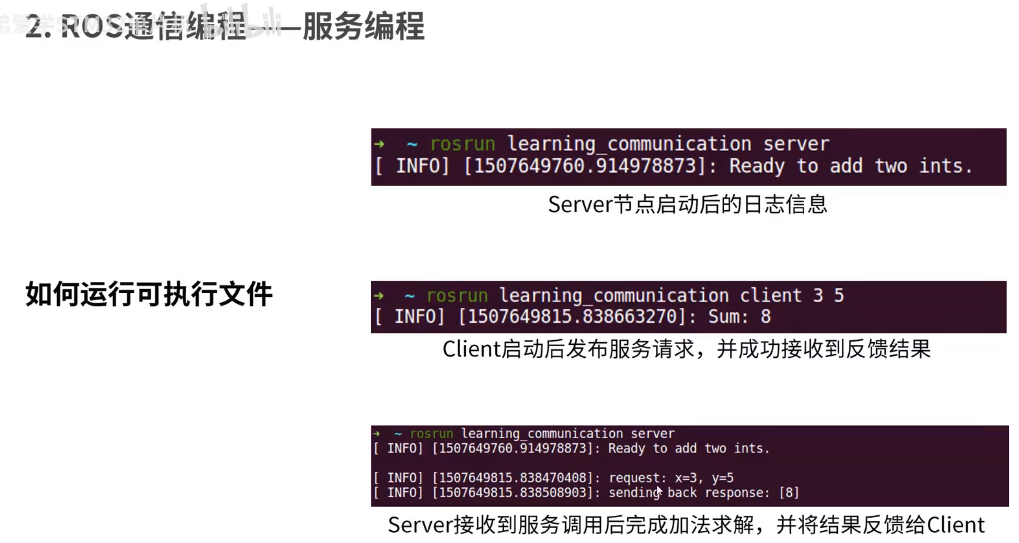 2. ROS通信编程——服务编程
➜ ~ rosrun learning_communication server
[ INFO] [1507649760.914978873]: Ready to add two ints.
Server节点启动后的日志信息
如何运行可执行文件
➜ ~ rosrun learning_communication client 3 5
[ INFO] [1507649815.838663270]: Sum: 8
Client启动后发布服务请求，并成功接收到反馈结果
➜ ~ rosrun learning_communication server
[ INFO] [1507649760.914978873]: Ready to add two ints.
[ INFO] [1507649815.838470408]: request: x=3, y=5
[ INFO] [1507649815.838508903]: sending back response: [8]
Server接收到服务调用后完成加法求解，并将结果反馈给Client